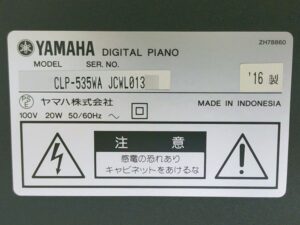 ZH78860
YAMAHA DIGITAL PIANO
MODEL SER. NO.
CLP-535WA JCWL013
'16 製
ヤマハ株式会社
MADE IN INDONESIA
100V 20W 50/60Hz ～
注 意
感電の恐れあり
キャビネットをあけるな